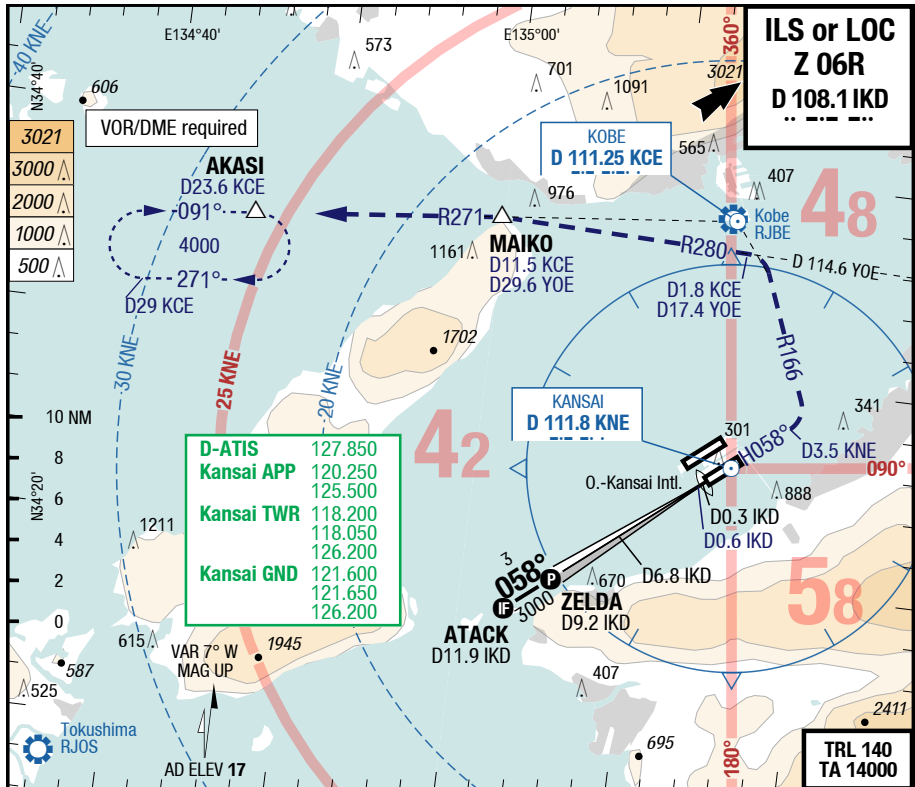 E134°40'
E135°00'
360°
ILS or LOC
Z 06R
D 108.1 IKD
40 KNE
N34°40'
606
573
701
1091
3021
VOR/DME required
3021
3000
2000
1000
500
KOBE
D 111.25 KCE
565
407
AKASI
D23.6 KCE
091°
4000
271°
D29 KCE
R271
976
MAIKO
D11.5 KCE
D29.6 YOE
1161
Kobe
RJBE
48
R280
D 114.6 YOE
D1.8 KCE
D17.4 YOE
R166
1702
30 KNE
25 KNE
20 KNE
KANSAI
D 111.8 KNE
42
341
301
H058°
D3.5 KNE
090°
10 NM
8
6
4
2
0
N34°20'
D-ATIS 127.850
Kansai APP 120.250
125.500
Kansai TWR 118.200
118.050
126.200
Kansai GND 121.600
121.650
126.200
O.-Kansai Intl.
888
D0.3 IKD
D0.6 IKD
1211
D6.8 IKD
3
058°
3000
P
670
ZELDA
D9.2 IKD
IF
ATACK
D11.9 IKD
58
615
587
525
VAR 7° W
MAG UP
1945
407
2411
695
Tokushima
RJOS
AD ELEV 17
180°
TRL 140
TA 14000